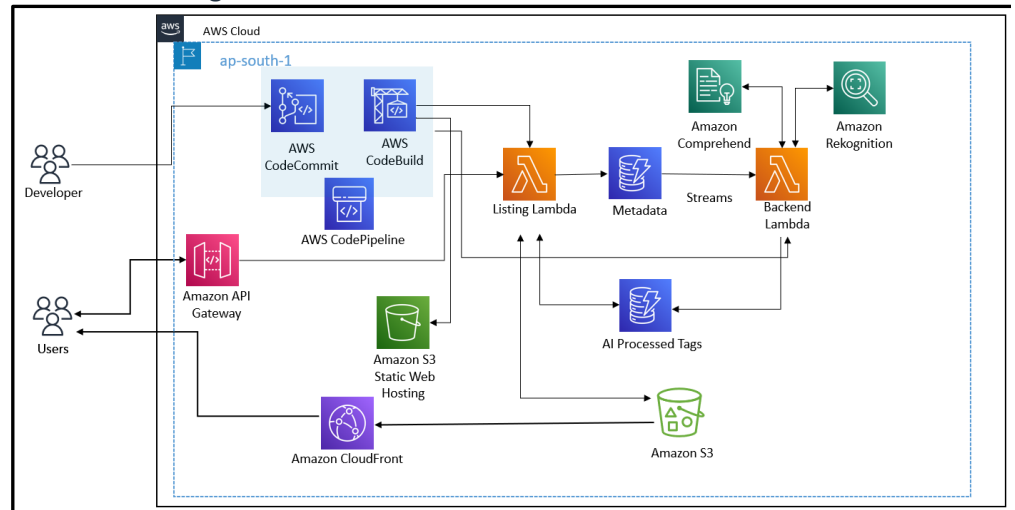 aws
AWS Cloud
ap-south-1
AWS
CodeCommit
AWS
CodeBuild
Amazon
Comprehend
Amazon
Rekognition
Developer
AWS CodePipeline
Listing Lambda
Metadata
Streams
Backend
Lambda
Amazon API
Gateway
Users
Amazon S3
Static Web
Hosting
AI Processed Tags
Amazon CloudFront
Amazon S3